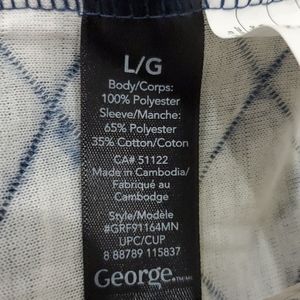 L/G
Body/Corps:
100% Polyester
Sleeve/Manche:
65% Polyester
35% Cotton/Coton
CA# 51122
Made in Cambodia/
Fabriqué au
Cambodge
Style/Modèle
#GRF91164MN
UPC/CUP
8 88789 115837
George.